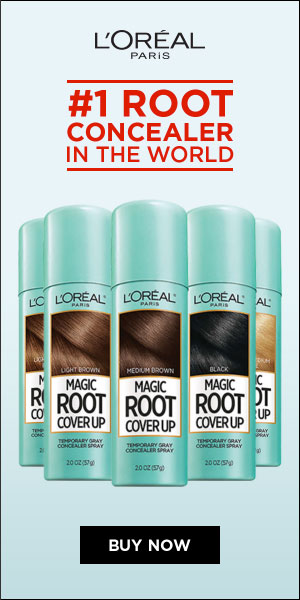 L'ORÉAL
PARIS
#1 ROOT
CONCEALER
IN THE WORLD
L'ORÉAL
PARIS
LIGHT BROWN
MAGIC
ROOT
COVER UP
TEMPORARY GRAY
CONCEALER SPRAY
2.0 OZ (57g)
L'ORÉAL
PARIS
MEDIUM BROWN
MAGIC
ROOT
COVER UP
TEMPORARY GRAY
CONCEALER SPRAY
2.0 OZ (57g)
L'ORÉAL
PARIS
BLACK
MAGIC
ROOT
COVER UP
TEMPORARY GRAY
CONCEALER SPRAY
2.0 OZ (57g)
BUY NOW